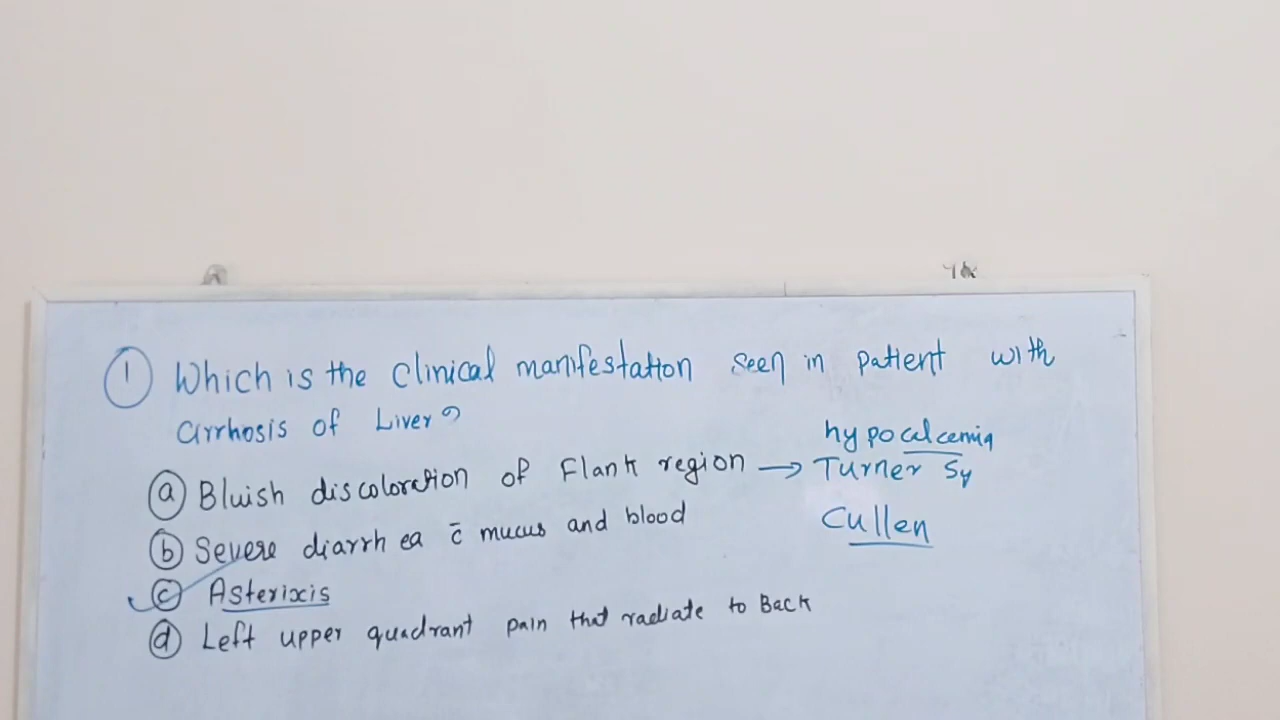 ① Which is the clinical manifestation seen in patient with
cirrhosis of Liver?
ⓐ Bluish discoloration of Flank region → Turner Sy
hypocalcemia
ⓑ Severe diarrhea c̄ mucus and blood
Cullen
ⓒ Asterixis
ⓓ Left upper quadrant pain that radiate to Back